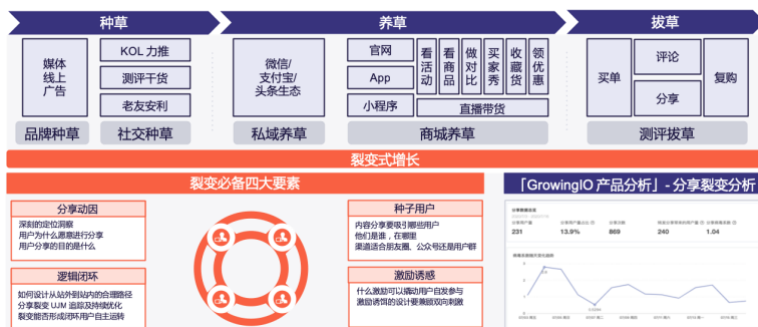 种草
养草
拔草
媒体
线上
广告
KOL 力推
测评干货
老友安利
微信/
支付宝/
头条生态
官网
App
小程序
看活动
看商品
做对比
买家秀
收藏货
领优惠
直播带货
买单
评论
分享
复购
品牌种草
社交种草
私域养草
商城养草
测评拔草
裂变式增长
裂变必备四大要素
分享动因
深刻的定位洞察
用户为什么愿意进行分享
用户分享的目的是什么
种子用户
内容分享要吸引哪些用户
他们是谁，在哪里
渠道适合朋友圈、公众号还是用户群
逻辑闭环
如何设计从站外到站内的合理路径
分享裂变 UJM 追踪及持续优化
裂变能否形成闭环用户自主运转
激励诱惑
什么激励可以撬动用户自发参与
激励诱饵的设计要兼顾双向刺激
「GrowingIO 产品分析」- 分享裂变分析
231
13.9%
869
240
1.04